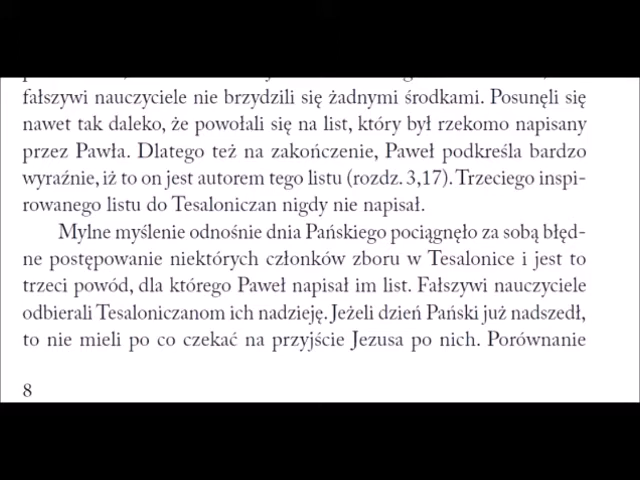 fałszywi nauczyciele nie brzydzili się żadnymi środkami. Posunęli się
nawet tak daleko, że powołali się na list, który był rzekomo napisany
przez Pawła. Dlatego też na zakończenie, Paweł podkreśla bardzo
wyraźnie, iż to on jest autorem tego listu (rozdz. 3,17). Trzeciego inspi-
rowanego listu do Tesaloniczan nigdy nie napisał.
Mylne myślenie odnośnie dnia Pańskiego pociągnęło za sobą błęd-
ne postępowanie niektórych członków zboru w Tesalonice i jest to
trzeci powód, dla którego Paweł napisał im list. Fałszywi nauczyciele
odbierali Tesaloniczanom ich nadzieję. Jeżeli dzień Pański już nadszedł,
to nie mieli po co czekać na przyjście Jezusa po nich. Porównanie
8